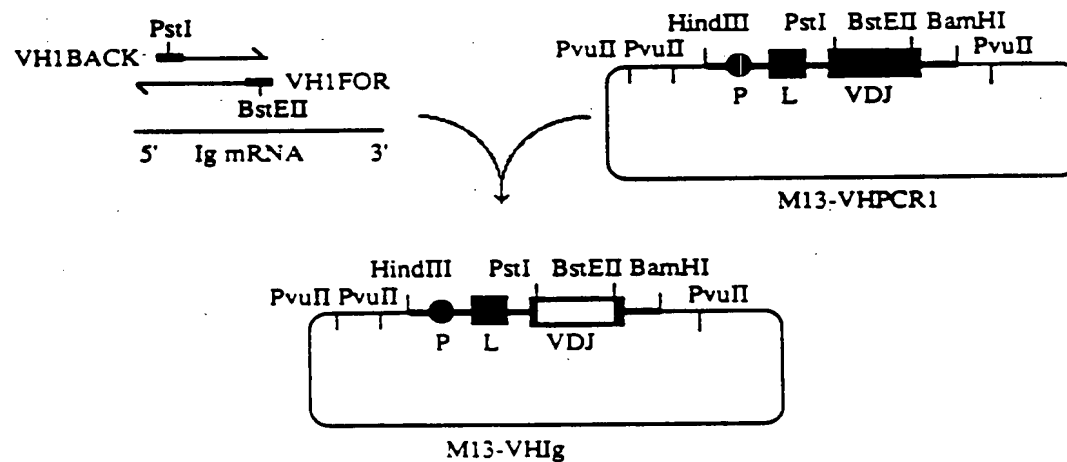 PstI
VH1BACK
VH1FOR
BstEII
5' Ig mRNA 3'
HindIII PstI BstEII BamHI
PvuII PvuII PvuII
P L VDJ
M13-VHPCR1
HindIII PstI BstEII BamHI
PvuII PvuII PvuII
P L VDJ
M13-VHIg